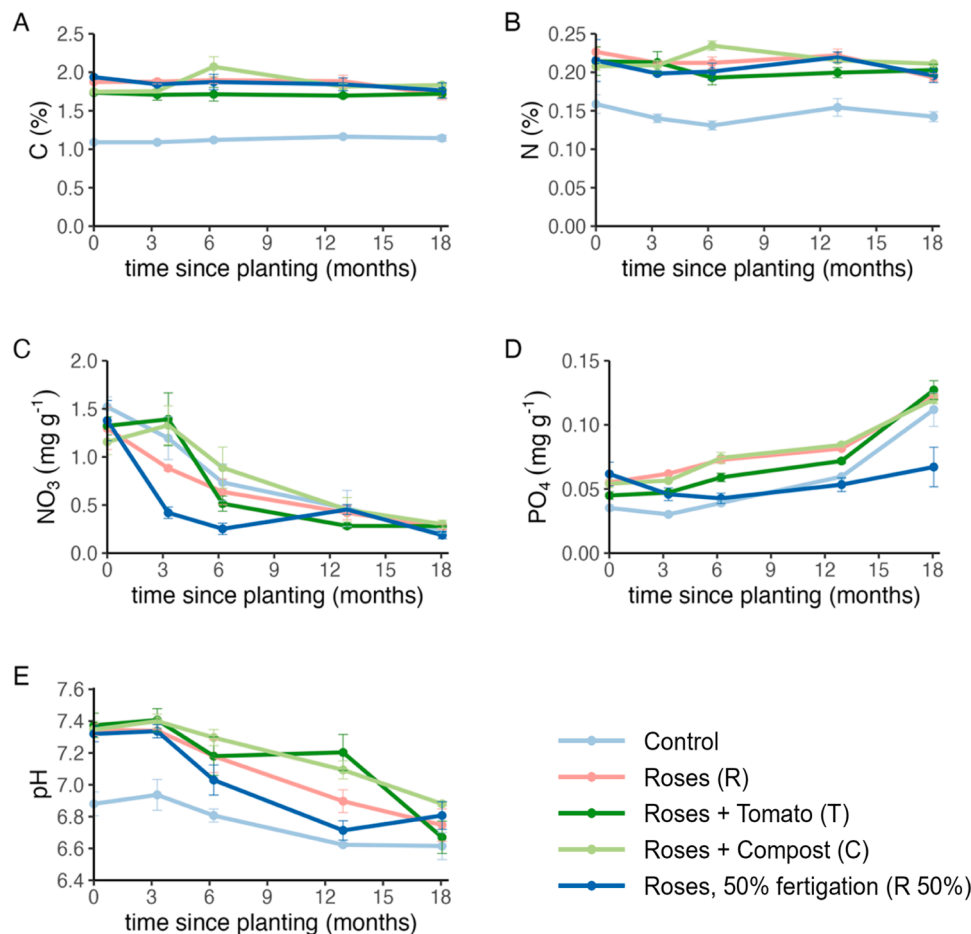 A
2.5
2.0
1.5
1.0
0.5
0.0
C (%)
0 3 6 9 12 15 18
time since planting (months)
B
0.25
0.20
0.15
0.10
0.05
0.00
N (%)
0 3 6 9 12 15 18
time since planting (months)
C
2.0
1.5
1.0
0.5
0.0
NO₃ (mg g⁻¹)
0 3 6 9 12 15 18
time since planting (months)
D
0.15
0.10
0.05
0.00
PO₄ (mg g⁻¹)
0 3 6 9 12 15 18
time since planting (months)
E
7.6
7.4
7.2
7.0
6.8
6.6
6.4
pH
0 3 6 9 12 15 18
time since planting (months)
Control
Roses (R)
Roses + Tomato (T)
Roses + Compost (C)
Roses, 50% fertigation (R 50%)